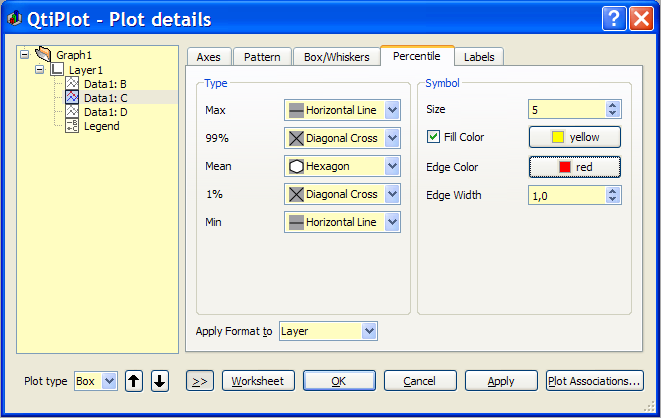 QtiPlot - Plot details
Graph1
Layer1
Data1: B
Data1: C
Data1: D
Legend
Axes Pattern Box/Whiskers Percentile Labels
Type
Max Horizontal Line
99% Diagonal Cross
Mean Hexagon
1% Diagonal Cross
Min Horizontal Line
Symbol
Size 5
Fill Color yellow
Edge Color red
Edge Width 1,0
Apply Format to Layer
Plot type Box >> Worksheet OK Cancel Apply Plot Associations...